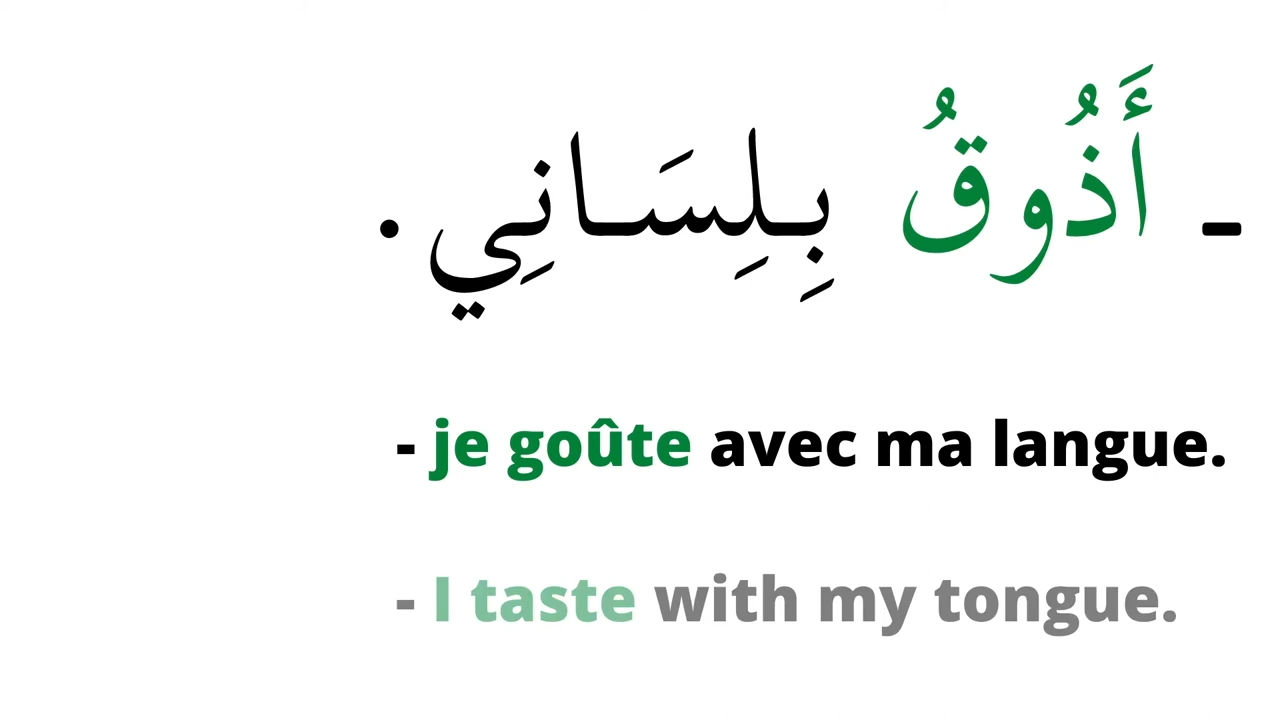 - أَذُوقُ بِلِسَانِي .
- je goûte avec ma langue.
- I taste with my tongue.